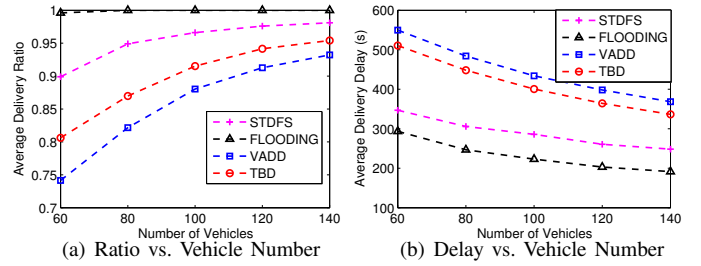 1
0.95
0.9
0.85
0.8
0.75
0.7
60 80 100 120 140
Average Delivery Ratio
Number of Vehicles
STDFS
FLOODING
VADD
TBD
(a) Ratio vs. Vehicle Number
600
500
400
300
200
100
60 80 100 120 140
Average Delivery Delay (s)
Number of Vehicles
STDFS
FLOODING
VADD
TBD
(b) Delay vs. Vehicle Number